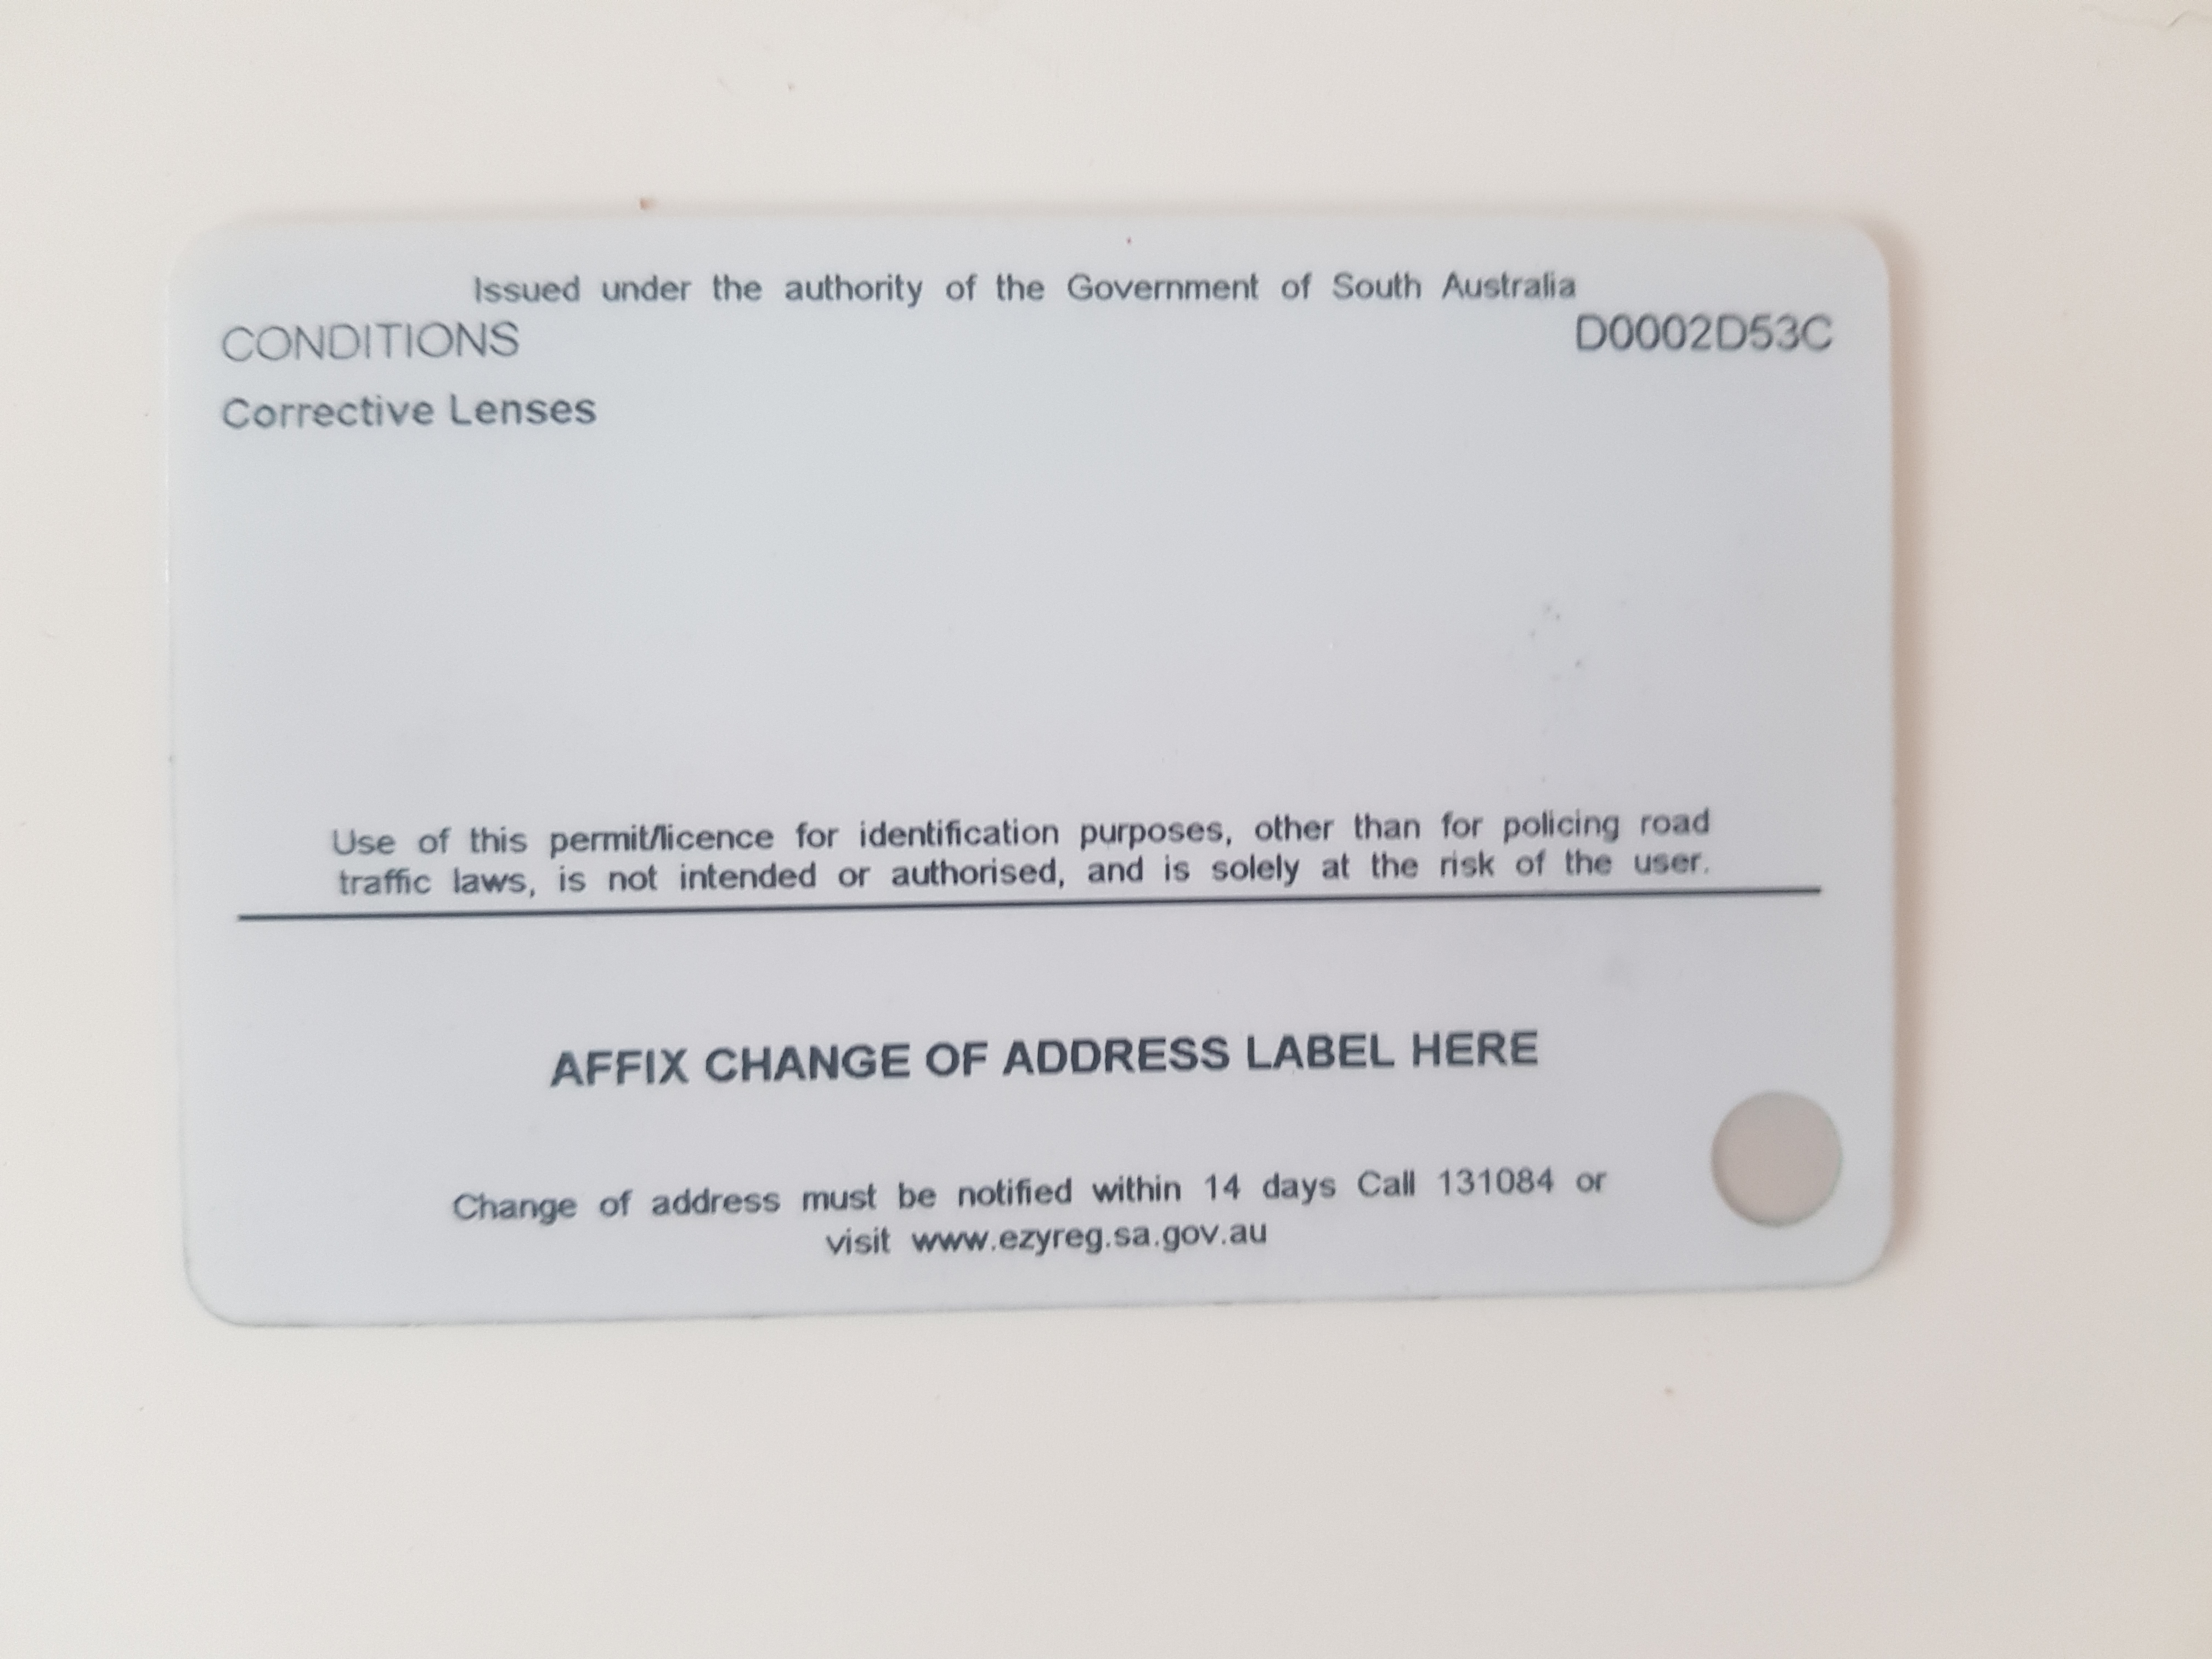 Issued under the authority of the Government of South Australia
CONDITIONS D0002D53C
Corrective Lenses
Use of this permit/licence for identification purposes, other than for policing road
traffic laws, is not intended or authorised, and is solely at the risk of the user.
AFFIX CHANGE OF ADDRESS LABEL HERE
Change of address must be notified within 14 days Call 131084 or
visit www.ezyreg.sa.gov.au